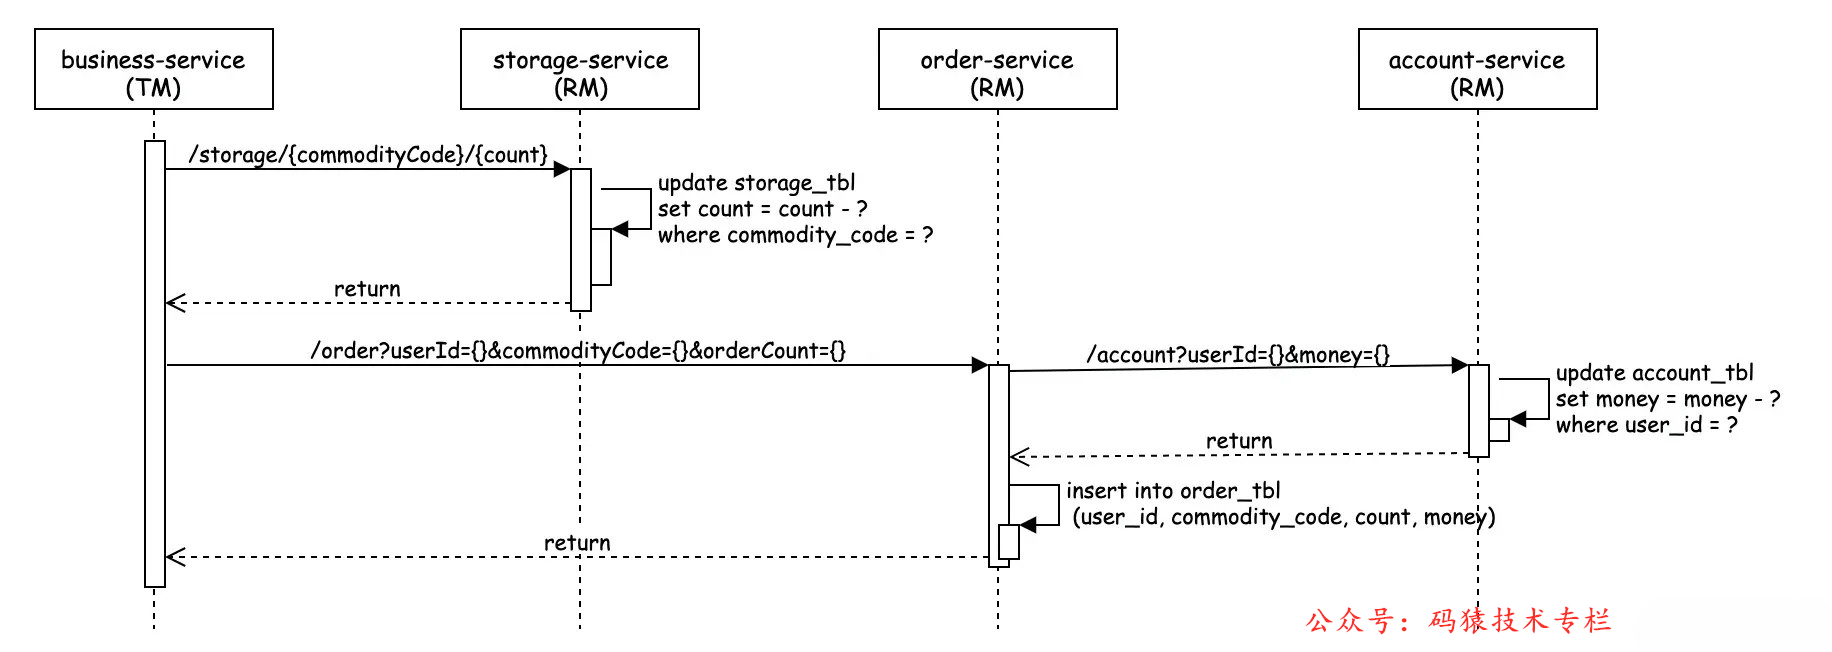 business-service
(TM)
storage-service
(RM)
order-service
(RM)
account-service
(RM)
/storage/{commodityCode}/{count}
update storage_tbl
set count = count - ?
where commodity_code = ?
return
/order?userId={}&commodityCode={}&orderCount={}
/account?userId={}&money={}
update account_tbl
set money = money - ?
where user_id = ?
return
insert into order_tbl
(user_id, commodity_code, count, money)
return
公众号：码猿技术专栏